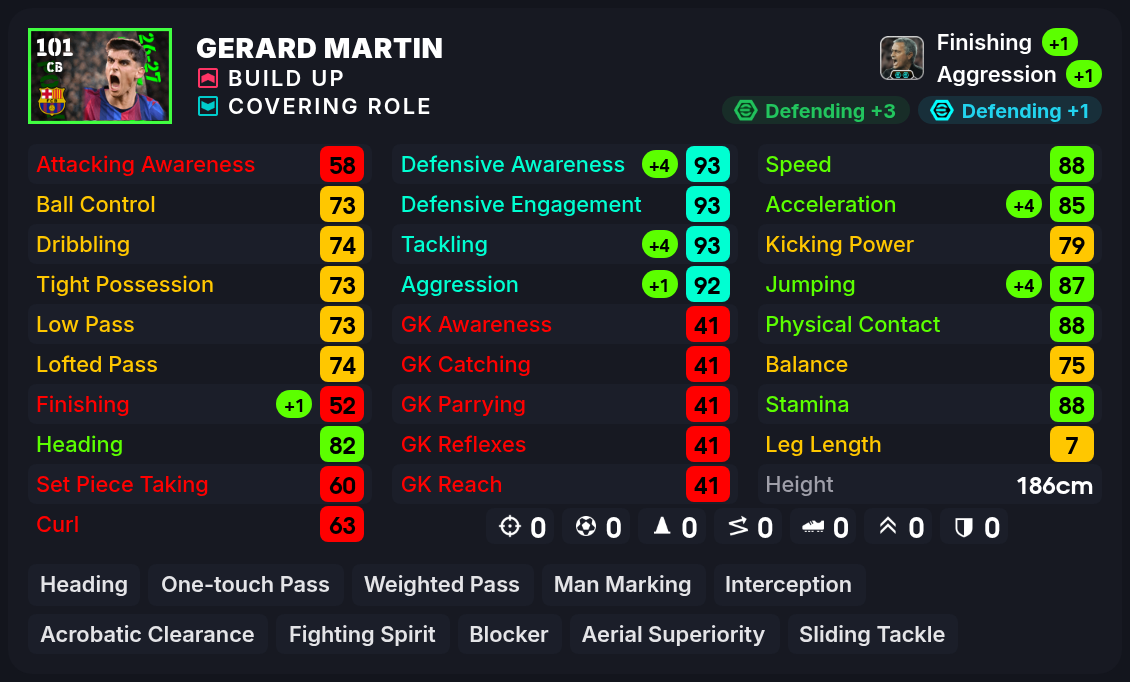 101
CB
26-27
GERARD MARTIN
BUILD UP
COVERING ROLE
Finishing +1
Aggression +1
Defending +3 Defending +1
Attacking Awareness 58
Ball Control 73
Dribbling 74
Tight Possession 73
Low Pass 73
Lofted Pass 74
Finishing +1 52
Heading 82
Set Piece Taking 60
Curl 63
Defensive Awareness +4 93
Defensive Engagement 93
Tackling +4 93
Aggression +1 92
GK Awareness 41
GK Catching 41
GK Parrying 41
GK Reflexes 41
GK Reach 41
Speed 88
Acceleration +4 85
Kicking Power 79
Jumping +4 87
Physical Contact 88
Balance 75
Stamina 88
Leg Length 7
Height 186cm
0 0 0 0 0 0 0
Heading One-touch Pass Weighted Pass Man Marking Interception
Acrobatic Clearance Fighting Spirit Blocker Aerial Superiority Sliding Tackle